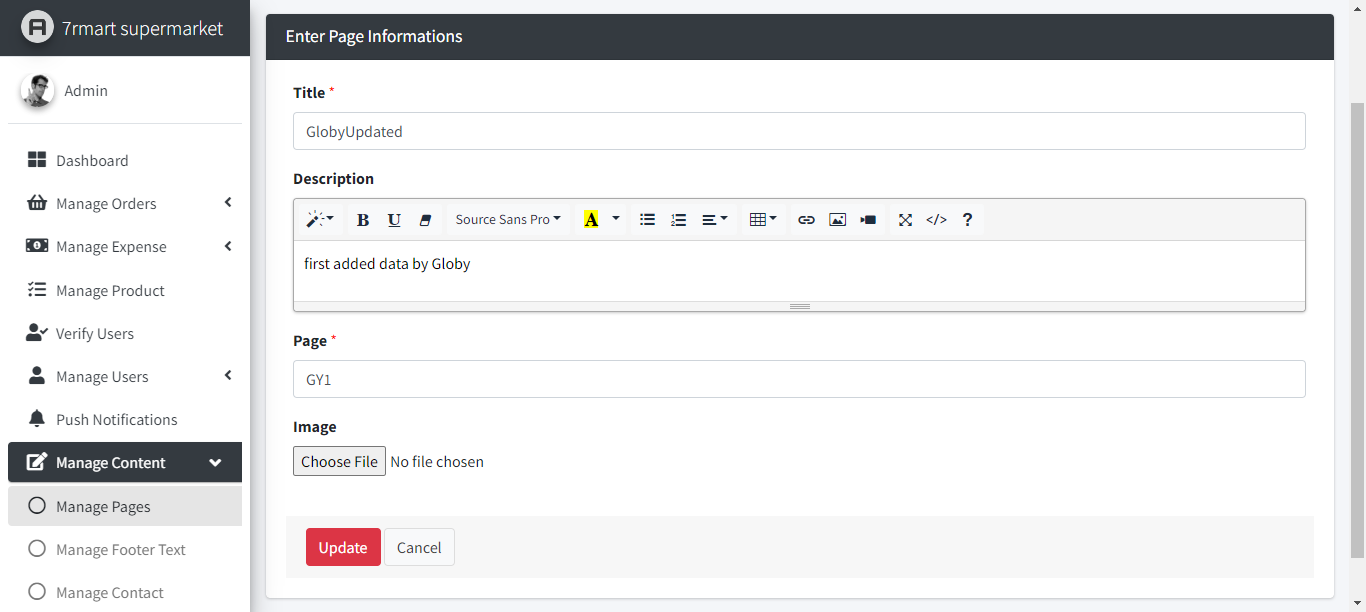 7rmart supermarket
Admin
Dashboard
Manage Orders
Manage Expense
Manage Product
Verify Users
Manage Users
Push Notifications
Manage Content
Manage Pages
Manage Footer Text
Manage Contact
Enter Page Informations
Title *
GlobyUpdated
Description
B U Source Sans Pro A </> ?
first added data by Globy
Page *
GY1
Image
Choose File No file chosen
Update Cancel